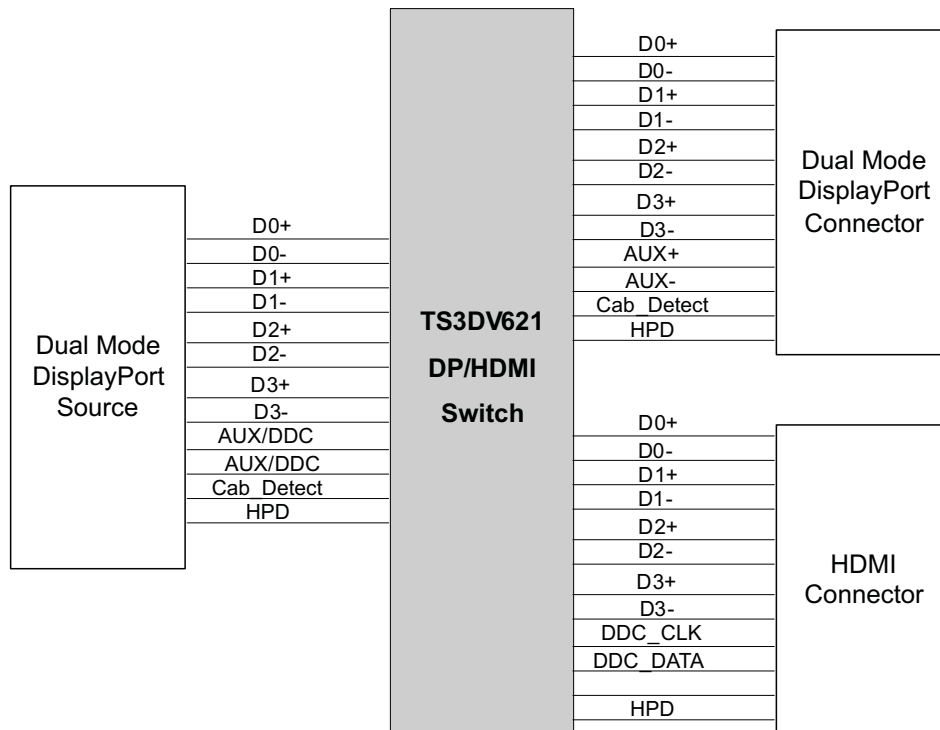 Dual Mode
DisplayPort
Source
D0+
D0-
D1+
D1-
D2+
D2-
D3+
D3-
AUX/DDC
AUX/DDC
Cab_Detect
HPD
TS3DV621
DP/HDMI
Switch
D0+
D0-
D1+
D1-
D2+
D2-
D3+
D3-
AUX+
AUX-
Cab_Detect
HPD
Dual Mode
DisplayPort
Connector
D0+
D0-
D1+
D1-
D2+
D2-
D3+
D3-
DDC_CLK
DDC_DATA
HPD
HDMI
Connector